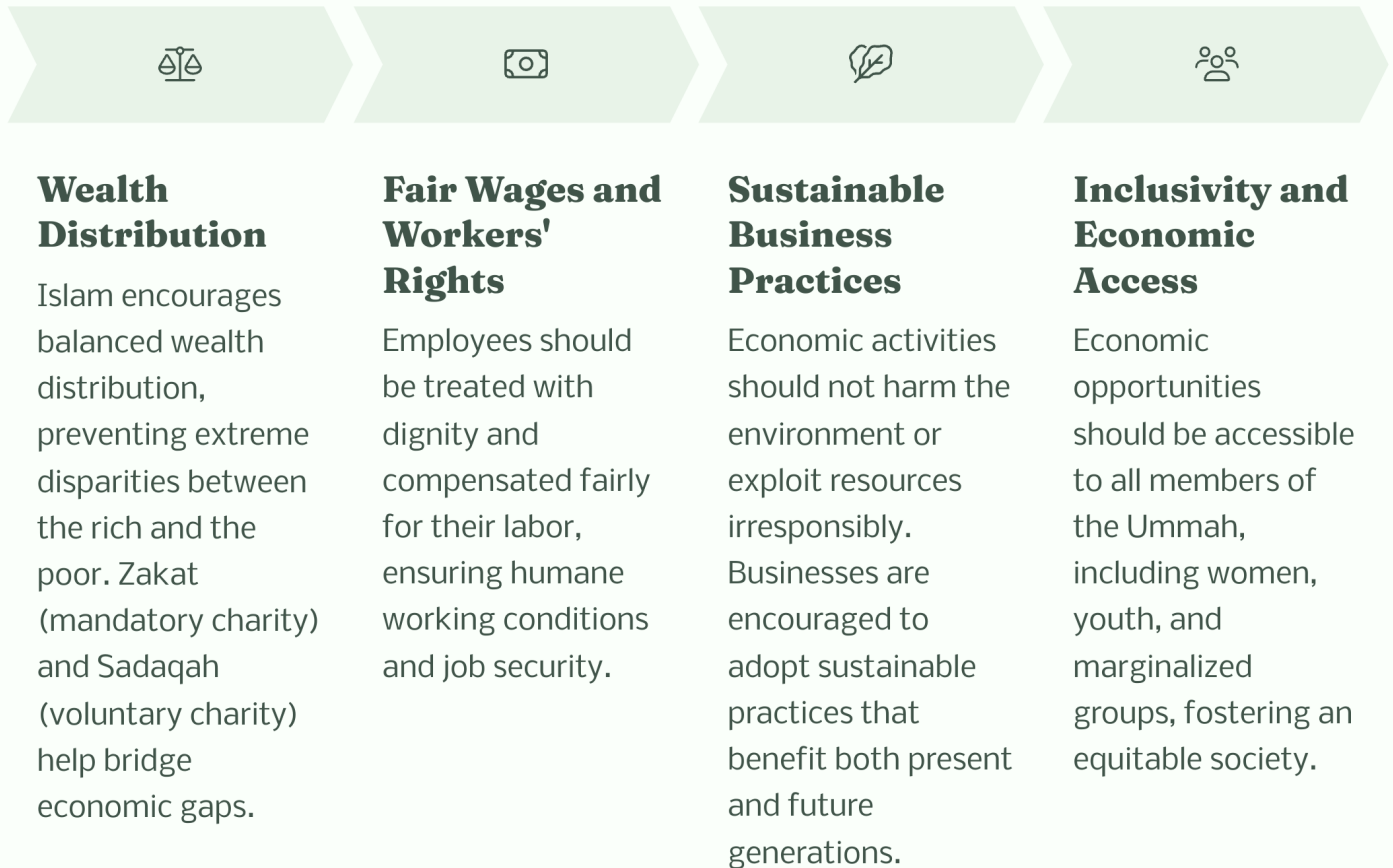 Wealth
Distribution
Islam encourages
balanced wealth
distribution,
preventing extreme
disparities between
the rich and the
poor. Zakat
(mandatory charity)
and Sadaqah
(voluntary charity)
help bridge
economic gaps.
Fair Wages and
Workers'
Rights
Employees should
be treated with
dignity and
compensated fairly
for their labor,
ensuring humane
working conditions
and job security.
Sustainable
Business
Practices
Economic activities
should not harm the
environment or
exploit resources
irresponsibly.
Businesses are
encouraged to
adopt sustainable
practices that
benefit both present
and future
generations.
Inclusivity and
Economic
Access
Economic
opportunities
should be accessible
to all members of
the Ummah,
including women,
youth, and
marginalized
groups, fostering an
equitable society.